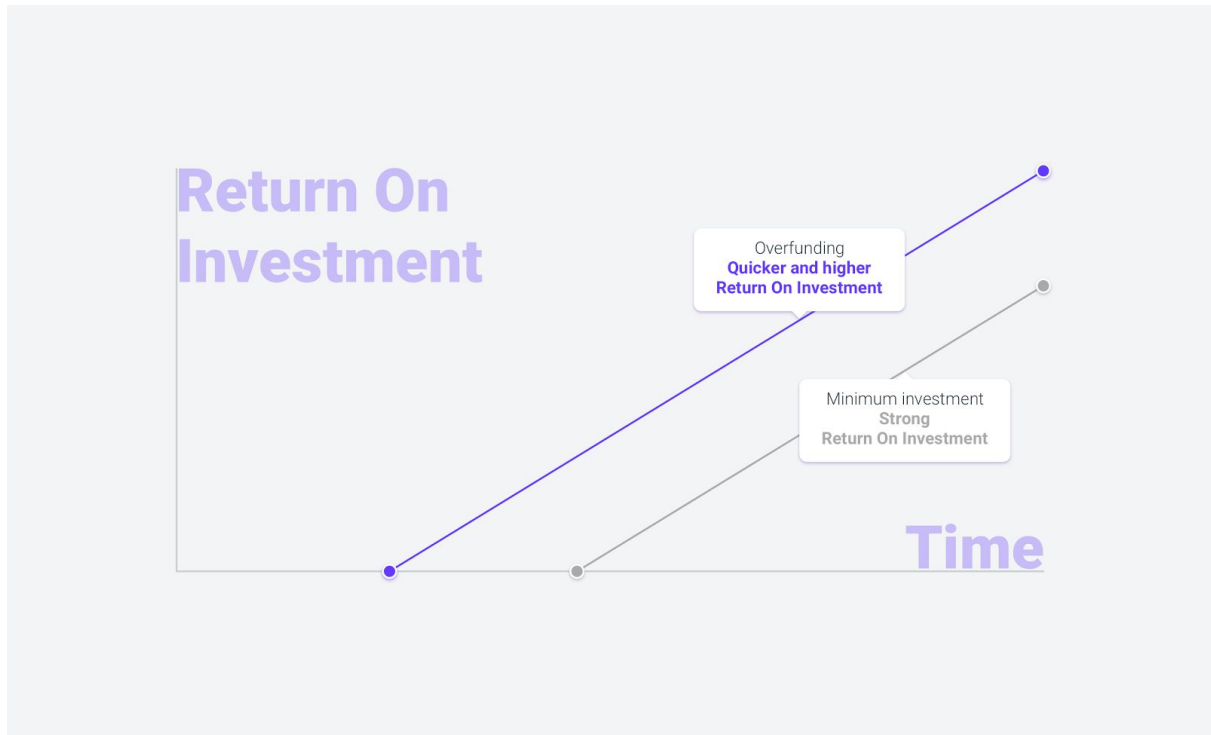 Return On
Investment
Overfunding
Quicker and higher
Return On Investment
Minimum investment
Strong
Return On Investment
Time